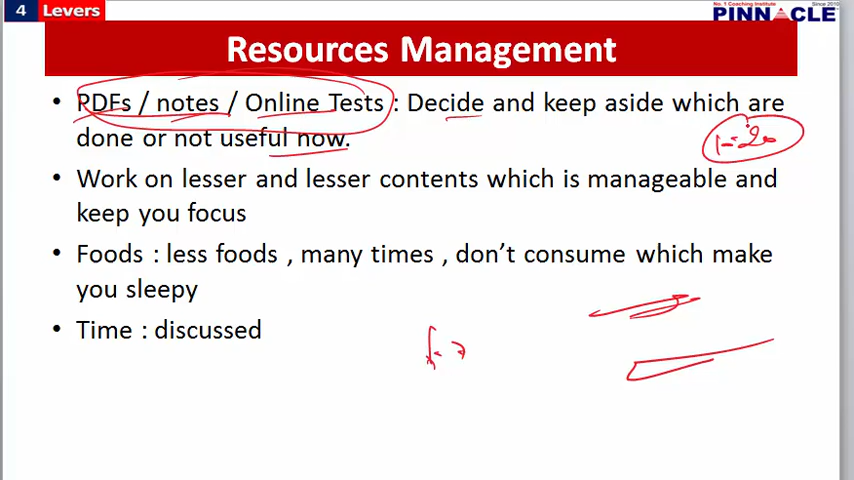 4 Levers
No. 1 Coaching Institute Since 2010
PINNACLE
Resources Management
• PDFs / notes / Online Tests : Decide and keep aside which are
done or not useful now.
• Work on lesser and lesser contents which is manageable and
keep you focus
• Foods : less foods , many times , don't consume which make
you sleepy
• Time : discussed